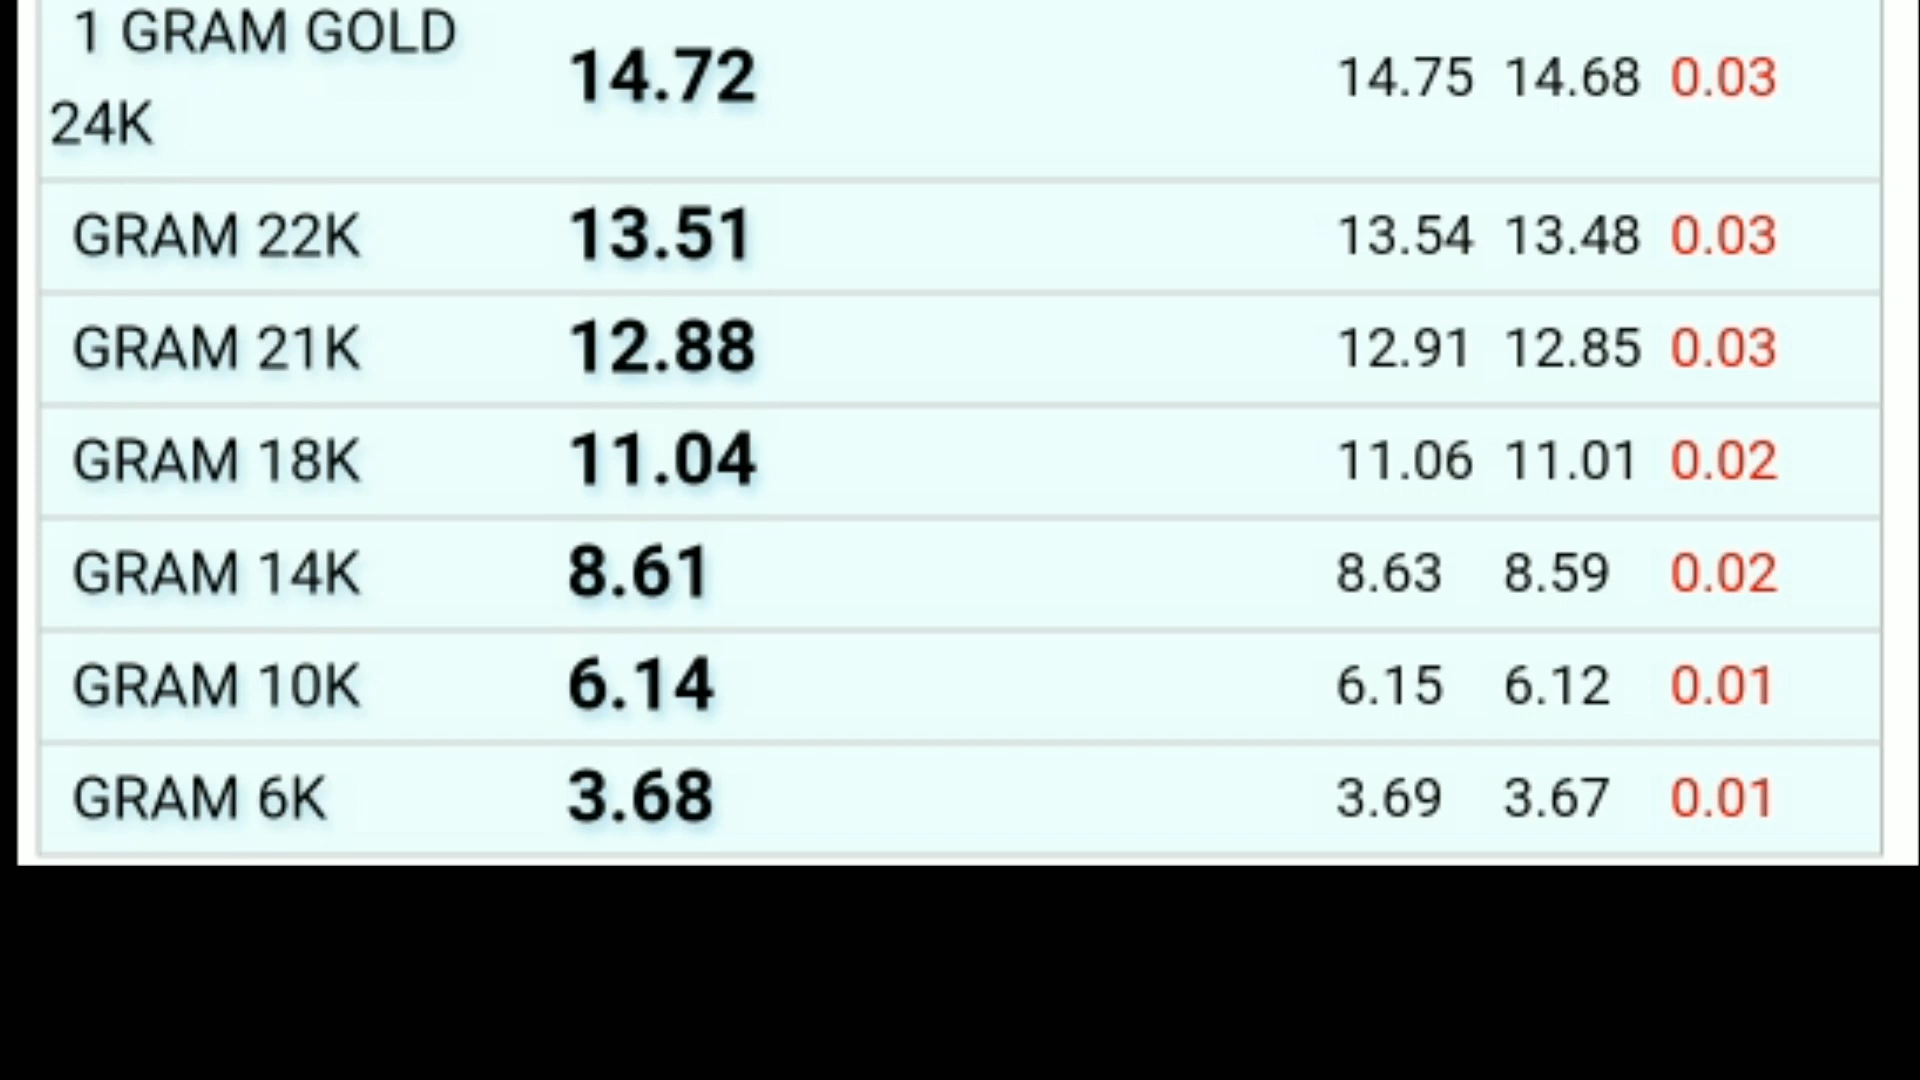 1 GRAM GOLD
24K 14.72 14.75 14.68 0.03
GRAM 22K 13.51 13.54 13.48 0.03
GRAM 21K 12.88 12.91 12.85 0.03
GRAM 18K 11.04 11.06 11.01 0.02
GRAM 14K 8.61 8.63 8.59 0.02
GRAM 10K 6.14 6.15 6.12 0.01
GRAM 6K 3.68 3.69 3.67 0.01